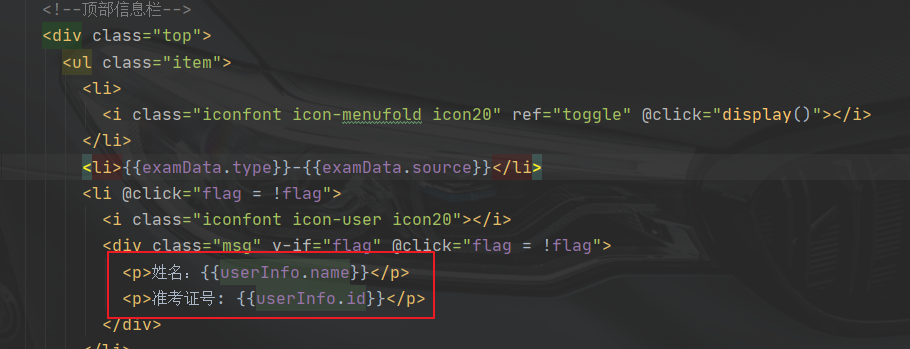 <!--顶部信息栏-->
<div class="top">
<ul class="item">
<li>
<i class="iconfont icon-menufold icon20" ref="toggle" @click="display()"></i>
</li>
<li>{{examData.type}}-{{examData.source}}</li>
<li @click="flag = !flag">
<i class="iconfont icon-user icon20"></i>
<div class="msg" v-if="flag" @click="flag = !flag">
<p>姓名：{{userInfo.name}}</p>
<p>准考证号: {{userInfo.id}}</p>
</div>
</li>